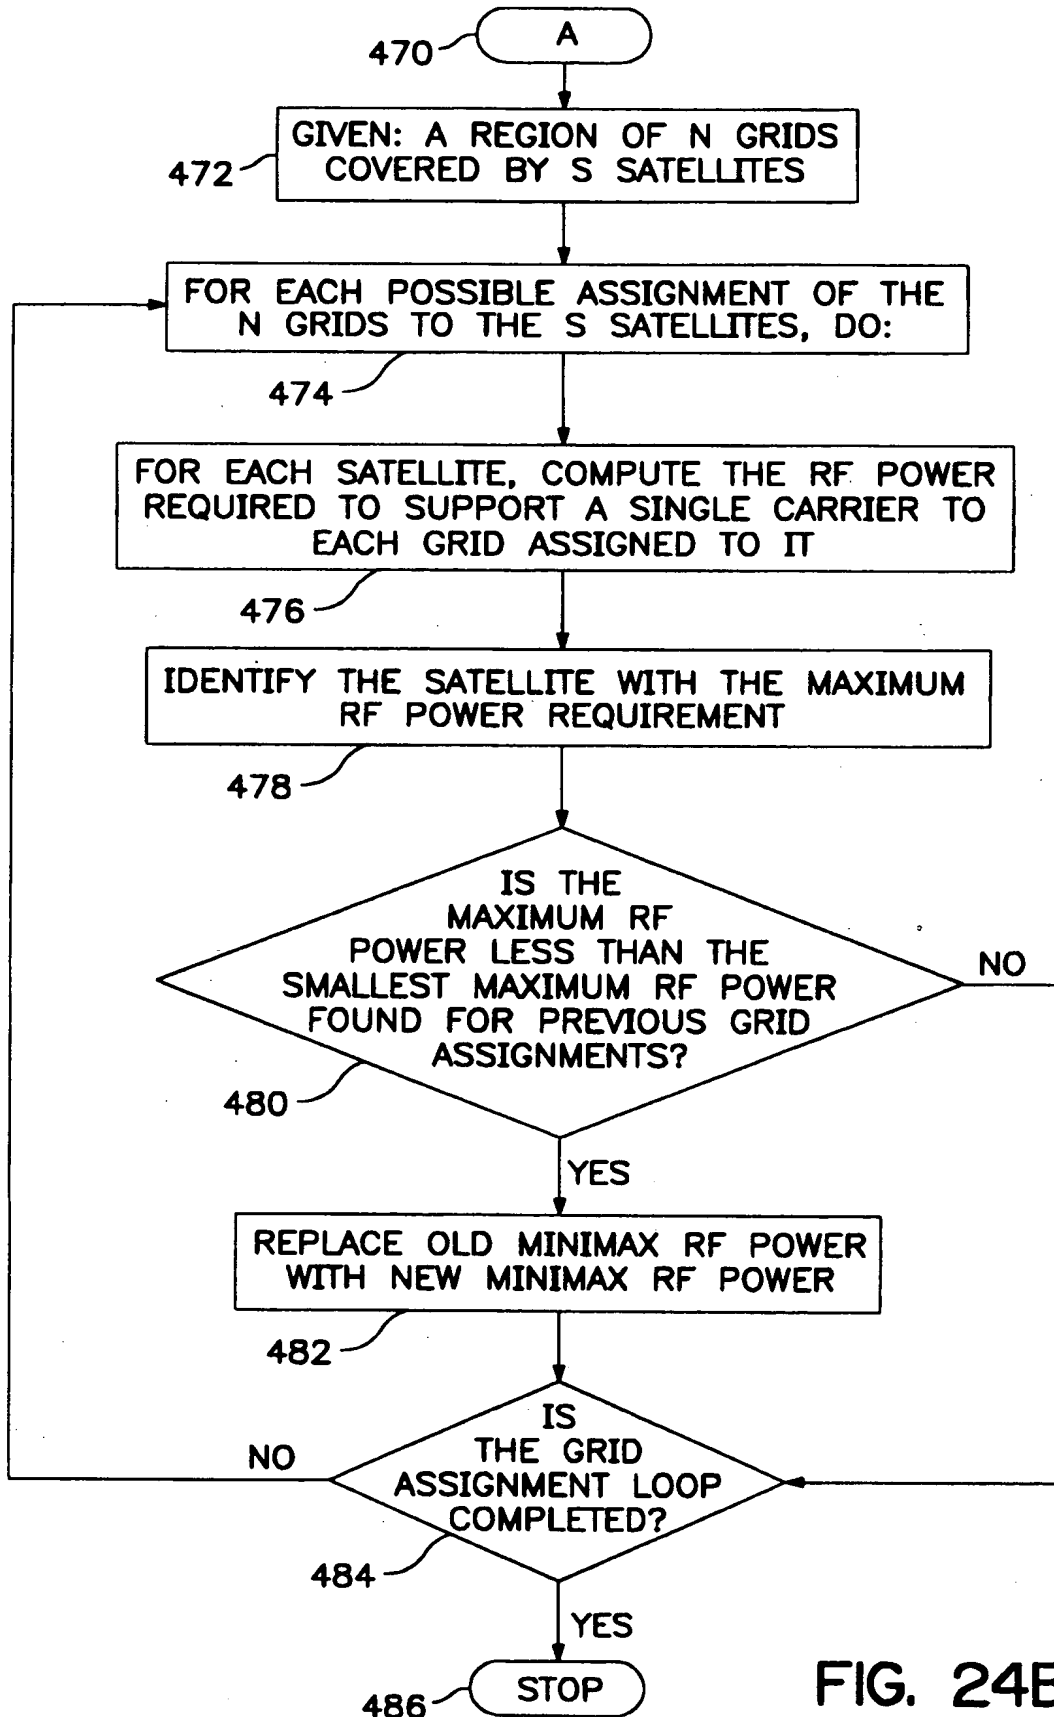 A
470
GIVEN: A REGION OF N GRIDS
COVERED BY S SATELLITES
472
FOR EACH POSSIBLE ASSIGNMENT OF THE
N GRIDS TO THE S SATELLITES, DO:
474
FOR EACH SATELLITE, COMPUTE THE RF POWER
REQUIRED TO SUPPORT A SINGLE CARRIER TO
EACH GRID ASSIGNED TO IT
476
IDENTIFY THE SATELLITE WITH THE MAXIMUM
RF POWER REQUIREMENT
478
IS THE
MAXIMUM RF
POWER LESS THAN THE
SMALLEST MAXIMUM RF POWER
FOUND FOR PREVIOUS GRID
ASSIGNMENTS?
NO
480
YES
REPLACE OLD MINIMAX RF POWER
WITH NEW MINIMAX RF POWER
482
IS
THE GRID
ASSIGNMENT LOOP
COMPLETED?
NO
484
YES
STOP
486
FIG. 24B